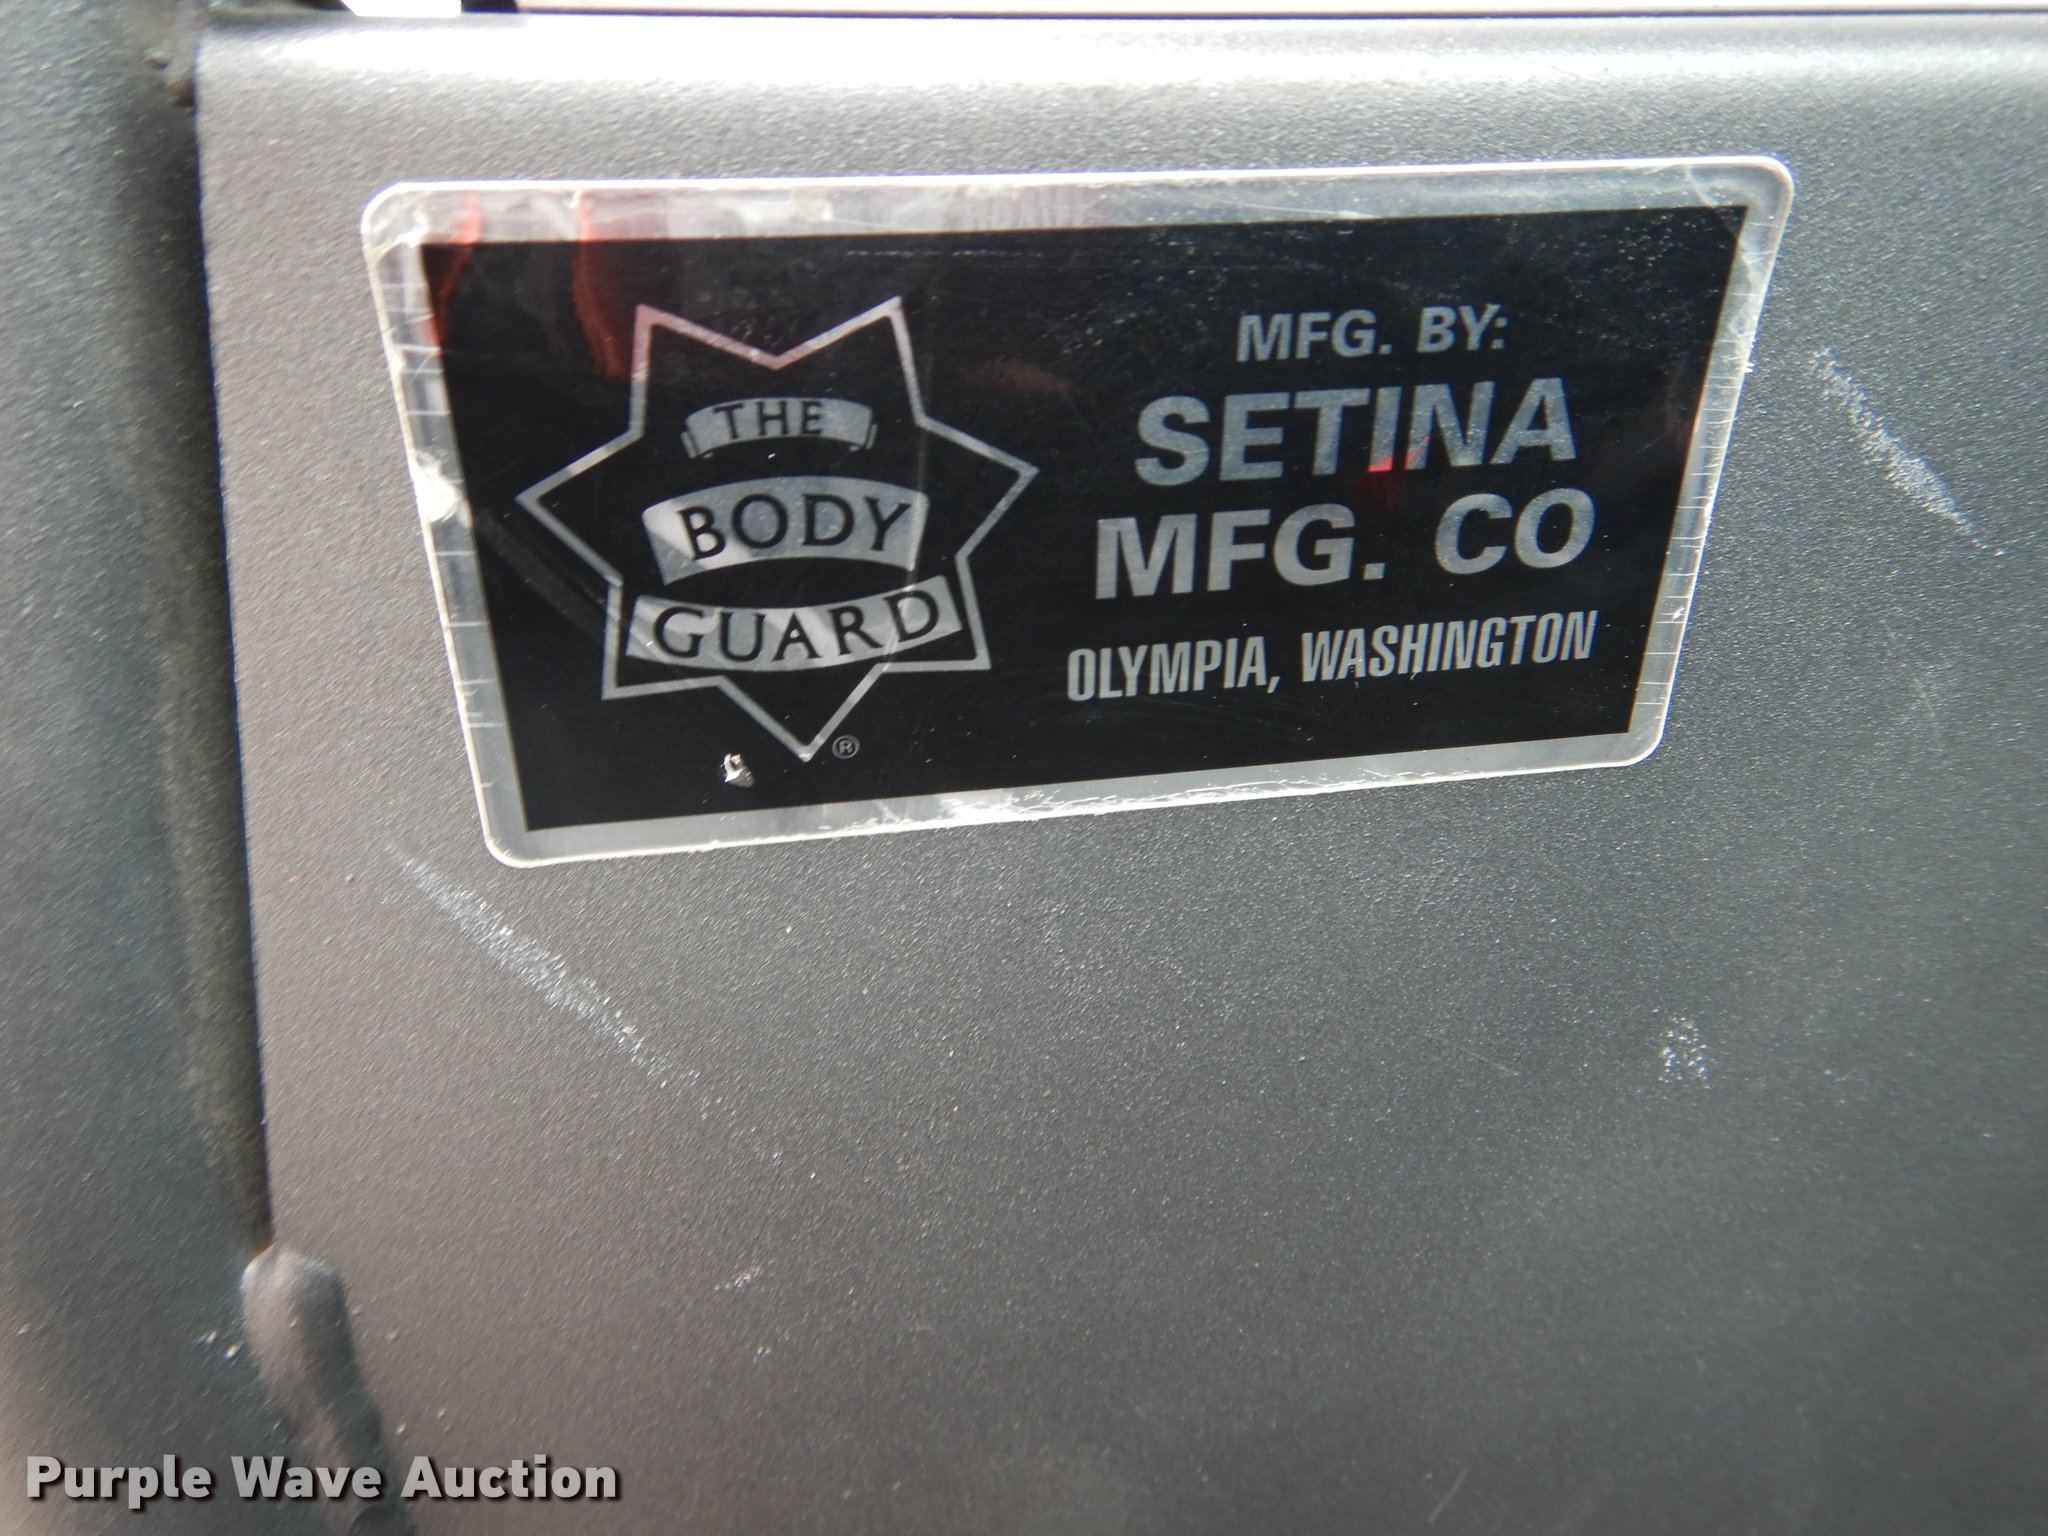 THE
BODY
GUARD
®
MFG. BY:
SETINA
MFG. CO
OLYMPIA, WASHINGTON
Purple Wave Auction